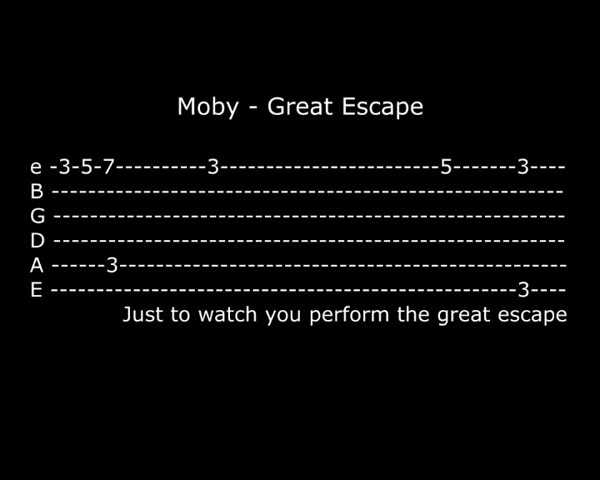 Moby - Great Escape
e -3-5-7----------3------------------------5-------3----
B --------------------------------------------------------
G --------------------------------------------------------
D --------------------------------------------------------
A ------3-------------------------------------------------
E ---------------------------------------------------3----
Just to watch you perform the great escape